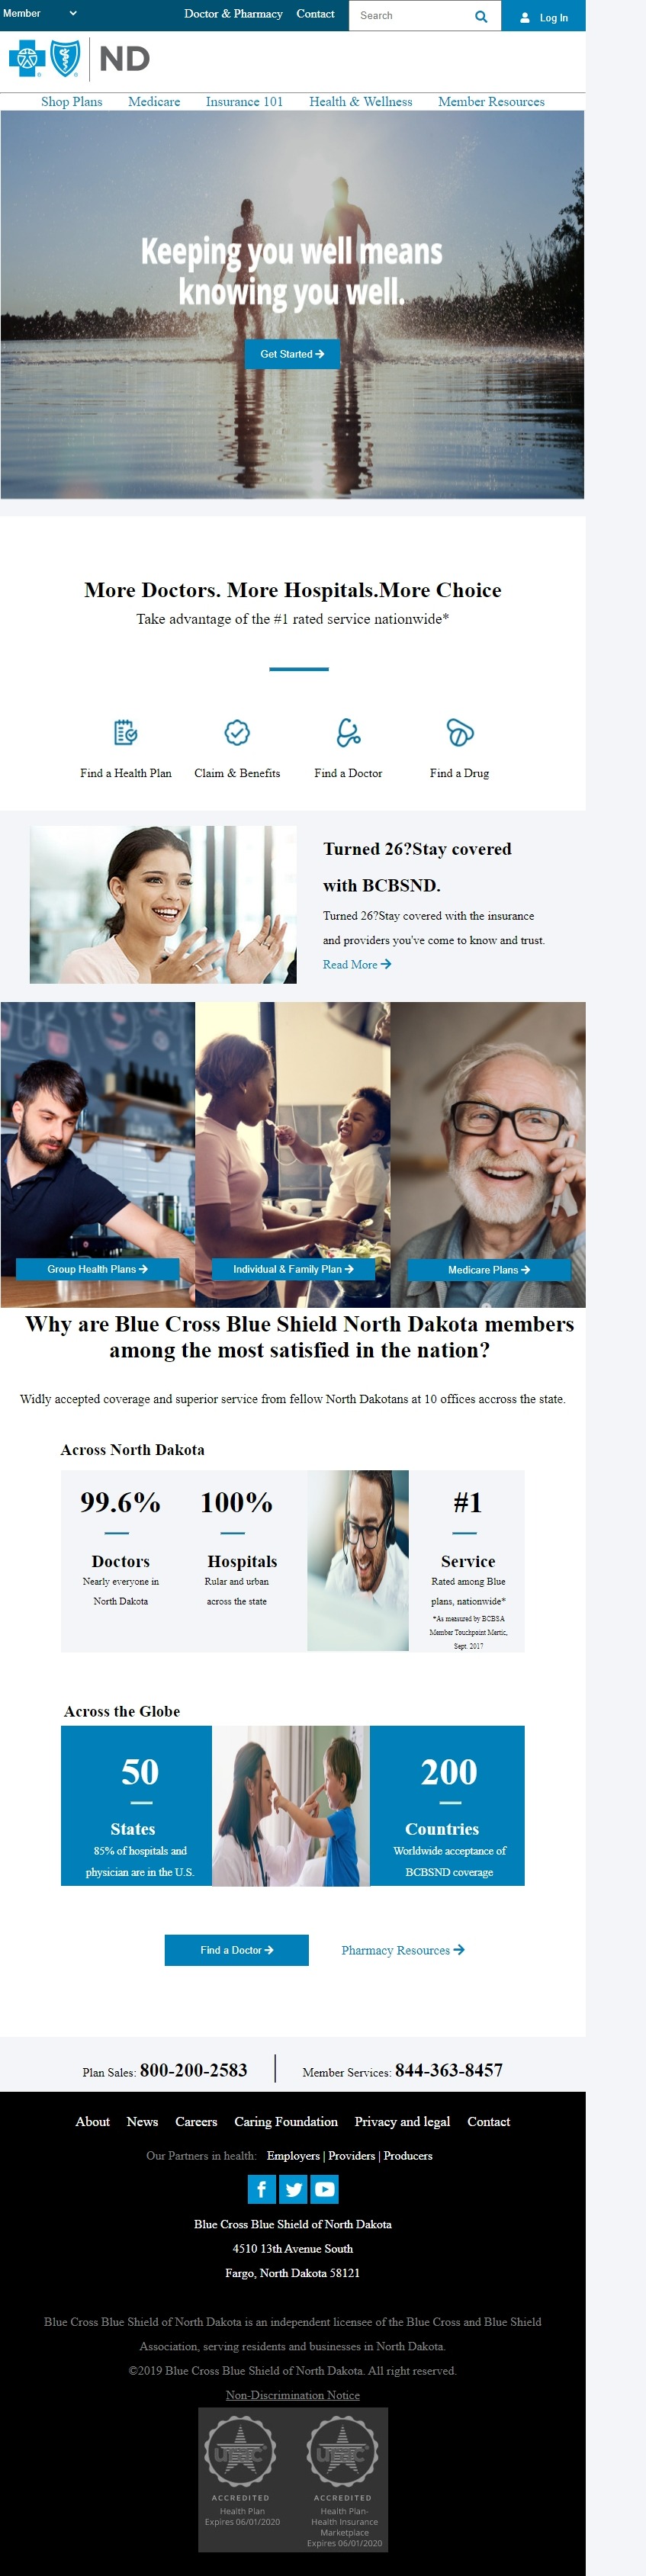 Member
Doctor & Pharmacy Contact
Search
Log In
ND
Shop Plans Medicare Insurance 101 Health & Wellness Member Resources
Keeping you well means
knowing you well.
Get Started
More Doctors. More Hospitals.More Choice
Take advantage of the #1 rated service nationwide*
Find a Health Plan Claim & Benefits Find a Doctor Find a Drug
Turned 26?Stay covered
with BCBSND.
Turned 26?Stay covered with the insurance
and providers you've come to know and trust.
Read More
Group Health Plans
Individual & Family Plan
Medicare Plans
Why are Blue Cross Blue Shield North Dakota members
among the most satisfied in the nation?
Widly accepted coverage and superior service from fellow North Dakotans at 10 offices accross the state.
Across North Dakota
99.6%
Doctors
Nearly everyone in
North Dakota
100%
Hospitals
Rular and urban
across the state
#1
Service
Rated among Blue
plans, nationwide*
*As measured by BCBSA
Member Touchpoint Mertic,
Sept. 2017
Across the Globe
50
States
85% of hospitals and
physician are in the U.S.
200
Countries
Worldwide acceptance of
BCBSND coverage
Find a Doctor
Pharmacy Resources
Plan Sales: 800-200-2583
Member Services: 844-363-8457
About News Careers Caring Foundation Privacy and legal Contact
Our Partners in health: Employers | Providers | Producers
Blue Cross Blue Shield of North Dakota
4510 13th Avenue South
Fargo, North Dakota 58121
Blue Cross Blue Shield of North Dakota is an independent licensee of the Blue Cross and Blue Shield
Association, serving residents and businesses in North Dakota.
©2019 Blue Cross Blue Shield of North Dakota. All right reserved.
Non-Discrimination Notice
urac
ACCREDITED
Health Plan
Expires 06/01/2020
urac
ACCREDITED
Health Plan-
Health Insurance
Marketplace
Expires 06/01/2020